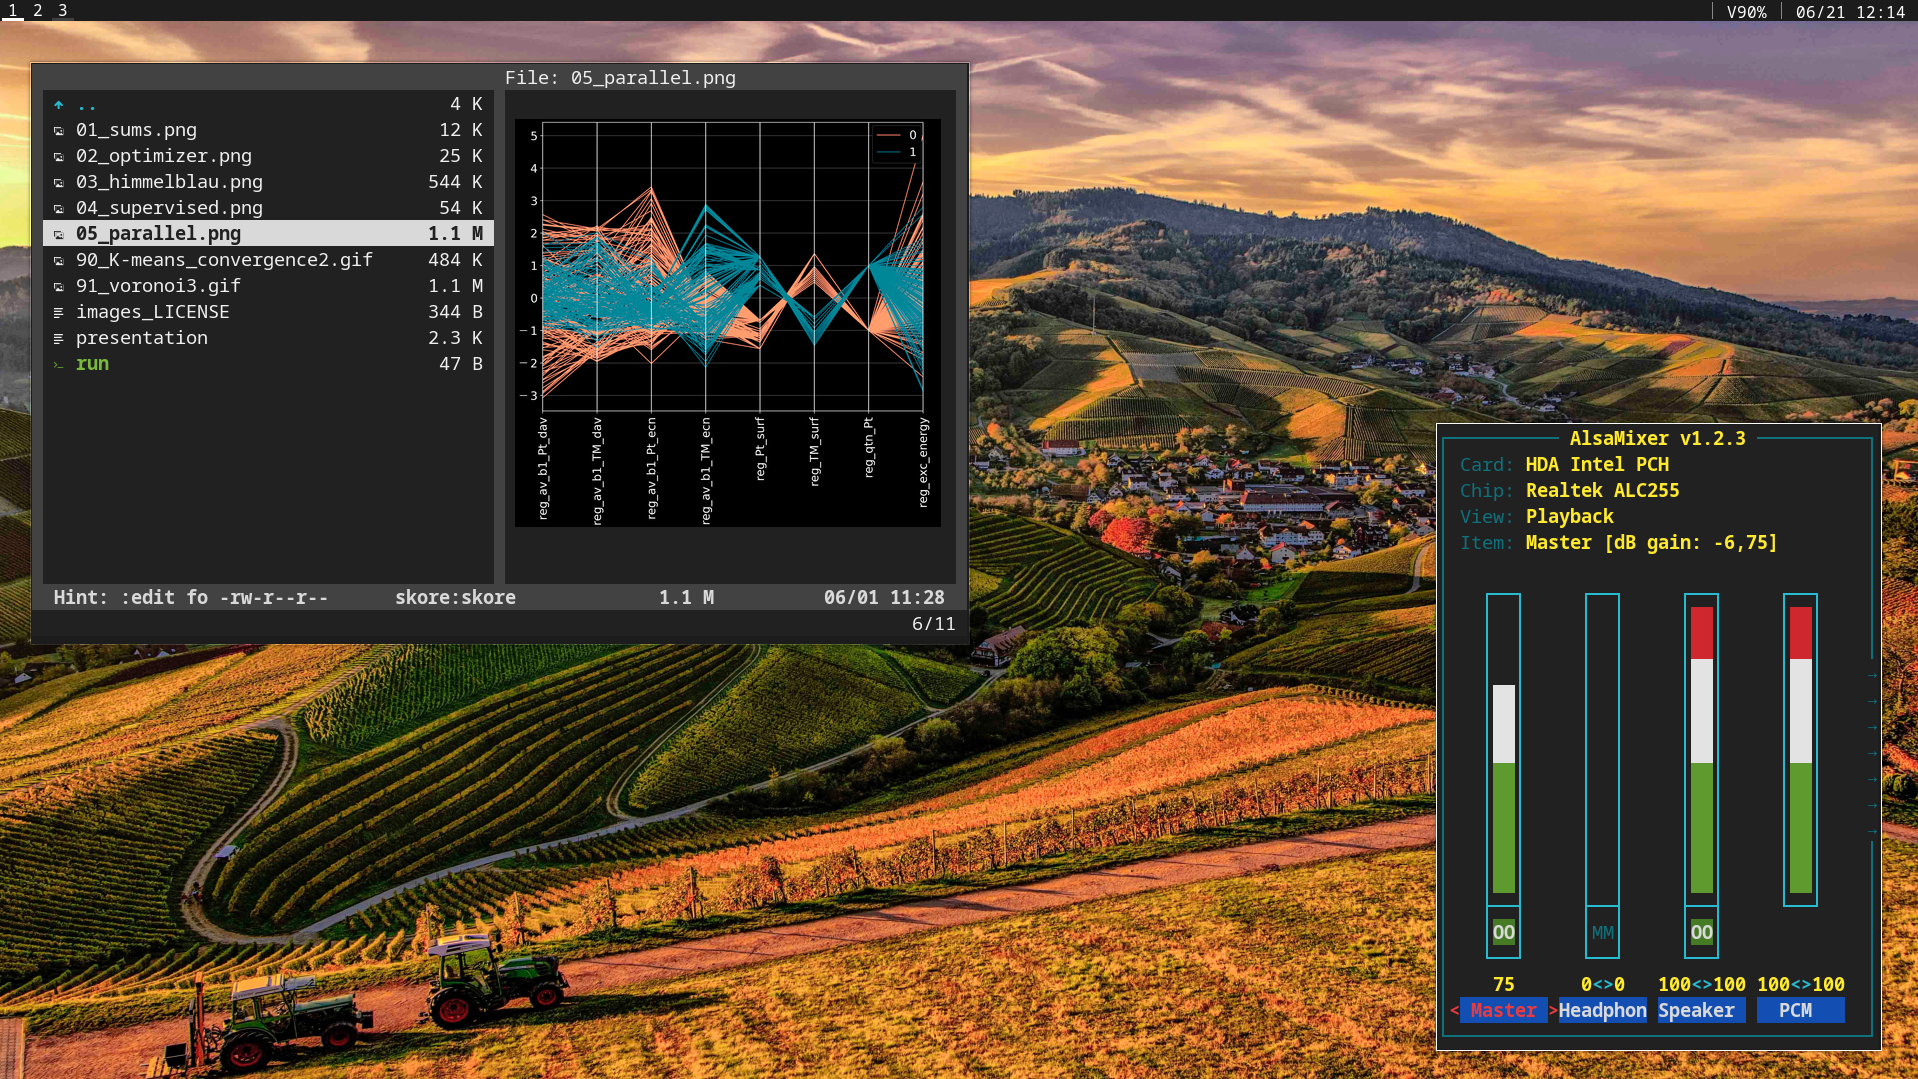 1 2 3
V90% 06/21 12:14
File: 05_parallel.png
.. 4 K
01_sums.png 12 K
02_optimizer.png 25 K
03_himmelblau.png 544 K
04_supervised.png 54 K
05_parallel.png 1.1 M
90_K-means_convergence2.gif 484 K
91_voronoi3.gif 1.1 M
images_LICENSE 344 B
presentation 2.3 K
run 47 B
5
4
3
2
1
0
−1
−2
−3
0
1
reg_av_b1_Pt_dav
reg_av_b1_TM_dav
reg_av_b1_Pt_ecn
reg_av_b1_TM_ecn
reg_Pt_surf
reg_TM_surf
reg_qtn_Pt
reg_exc_energy
Hint: :edit fo -rw-r--r-- skore:skore 1.1 M 06/01 11:28
6/11
AlsaMixer v1.2.3
Card: HDA Intel PCH
Chip: Realtek ALC255
View: Playback
Item: Master [dB gain: -6,75]
OO MM OO
75 0<>0 100<>100 100<>100
< Master >Headphon Speaker PCM